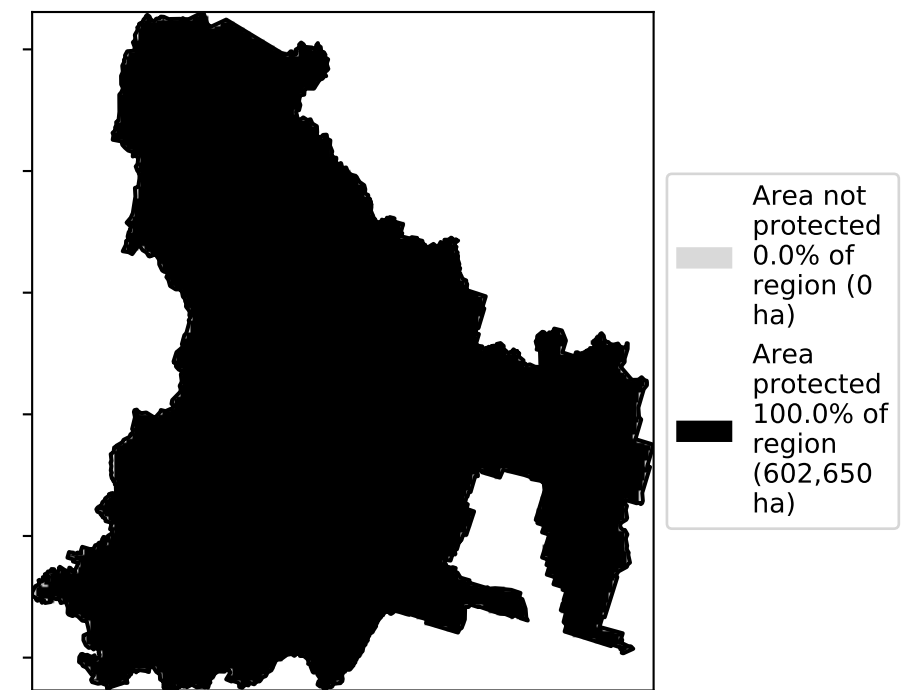 Area not
protected
0.0% of
region (0
ha)
Area
protected
100.0% of
region
(602,650
ha)